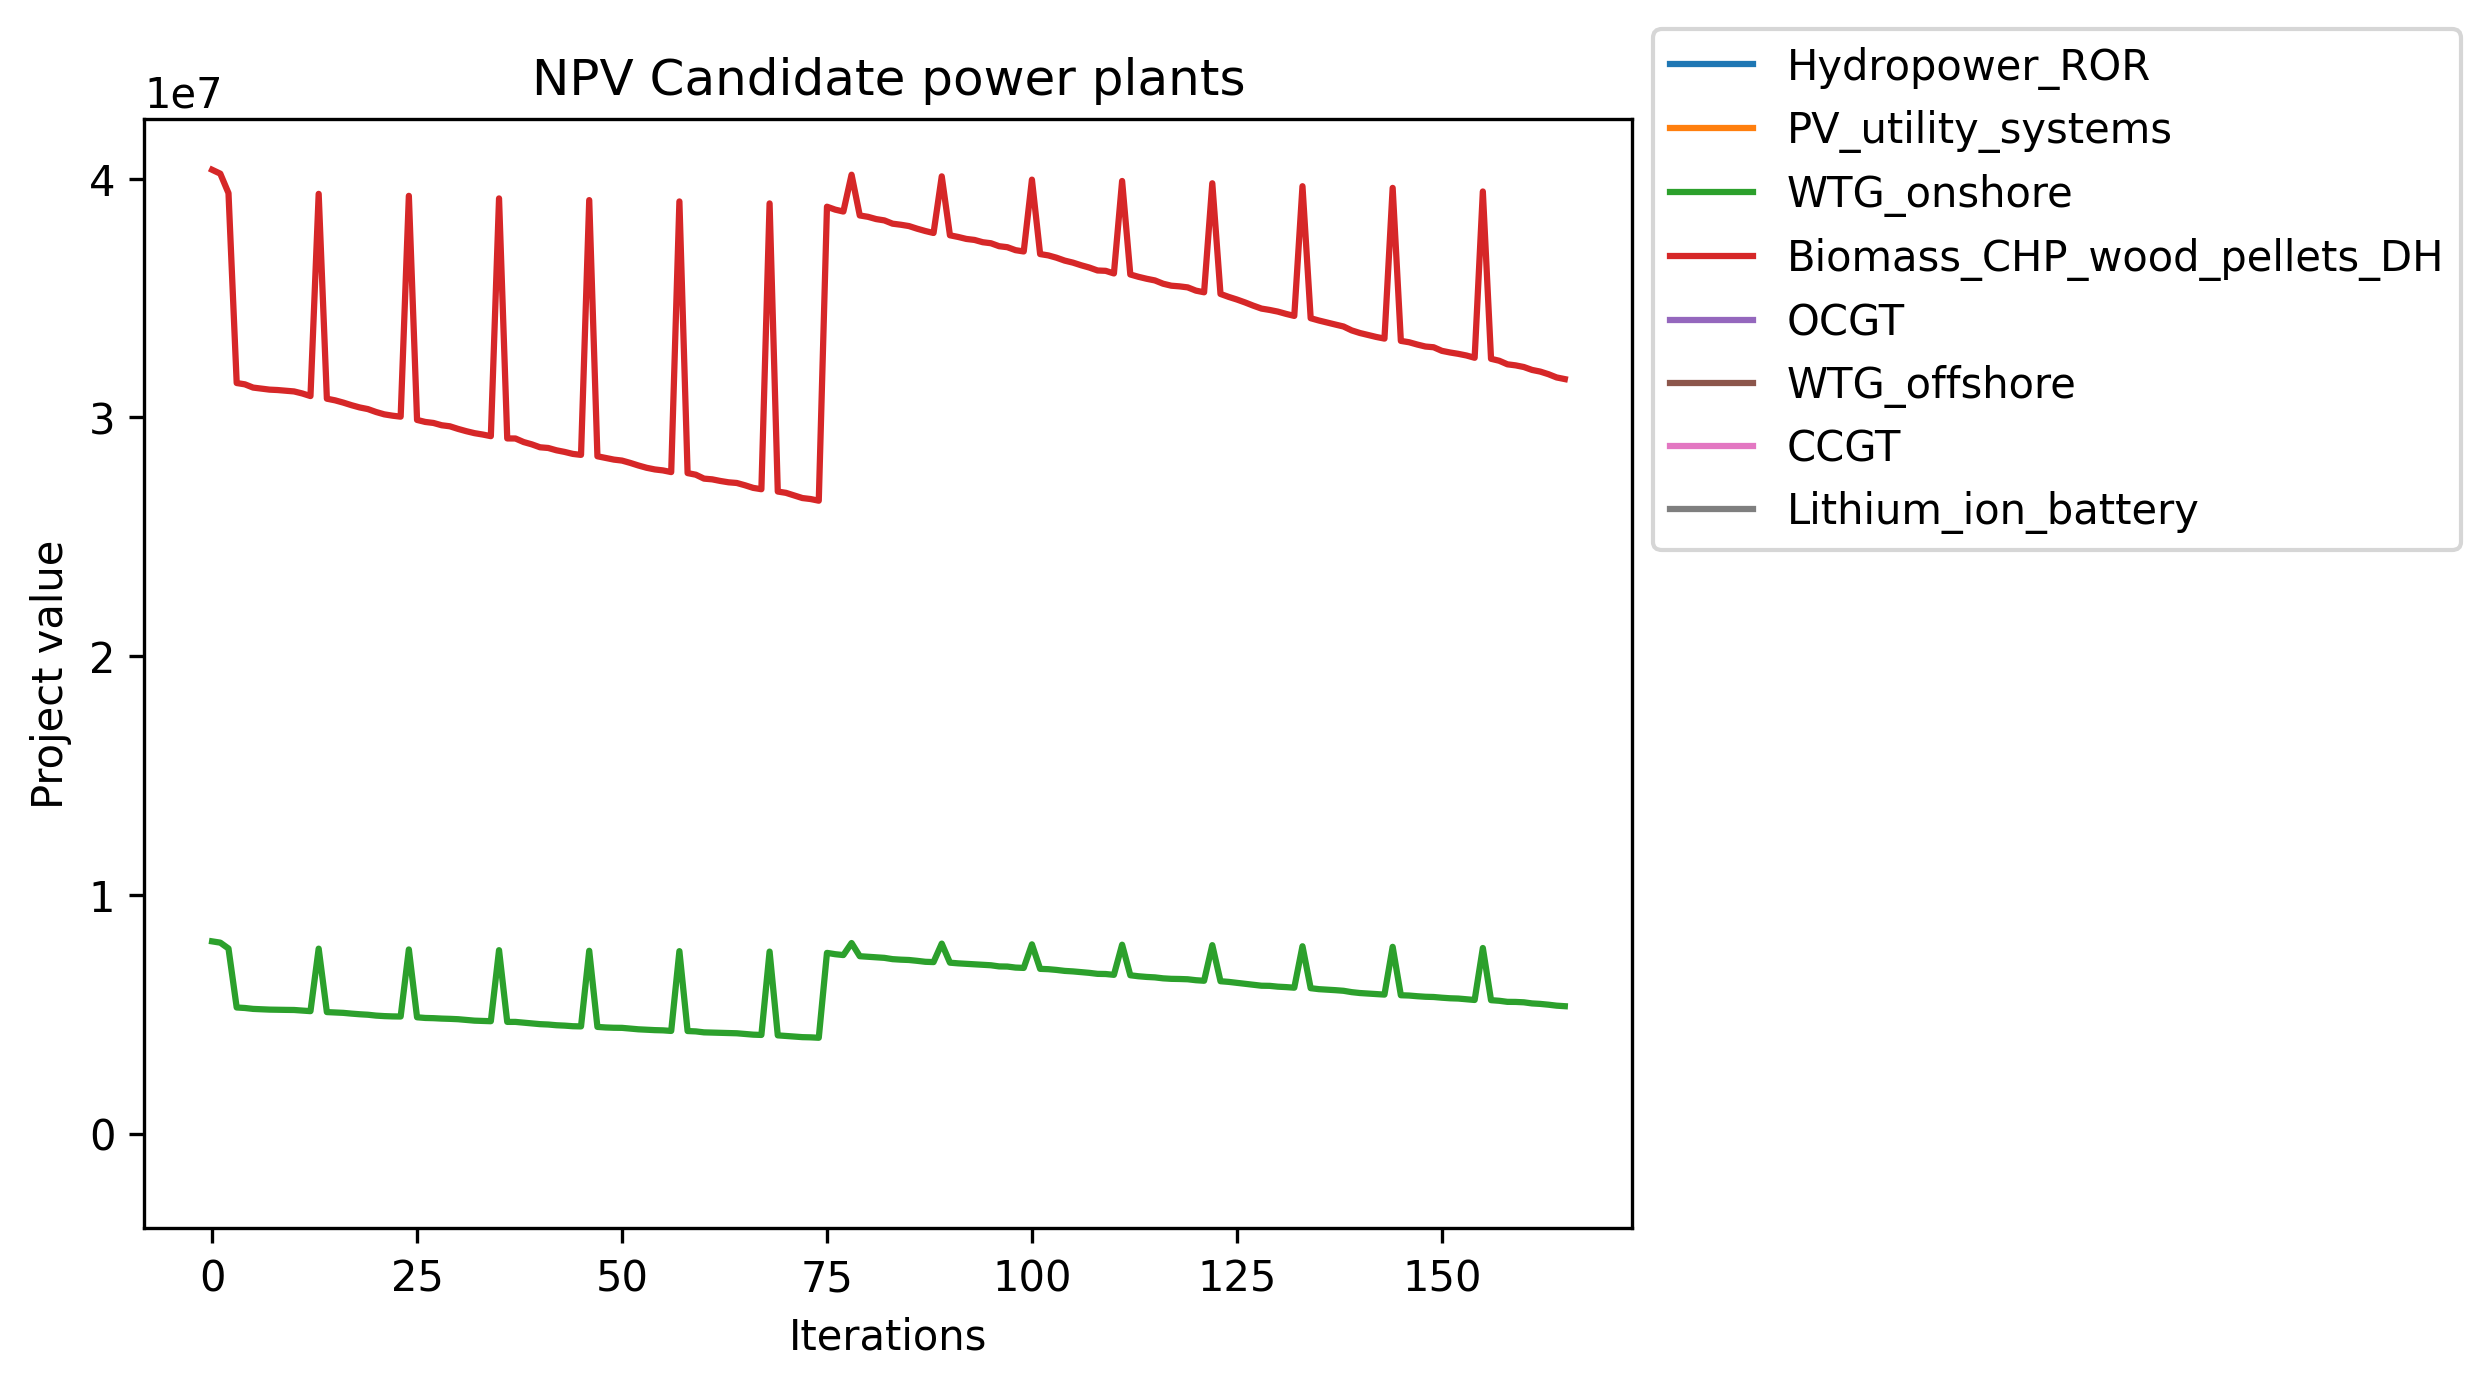 NPV Candidate power plants
1e7
4
3
2
1
0
Project value
0 25 50 75 100 125 150
Iterations
Hydropower_ROR
PV_utility_systems
WTG_onshore
Biomass_CHP_wood_pellets_DH
OCGT
WTG_offshore
CCGT
Lithium_ion_battery